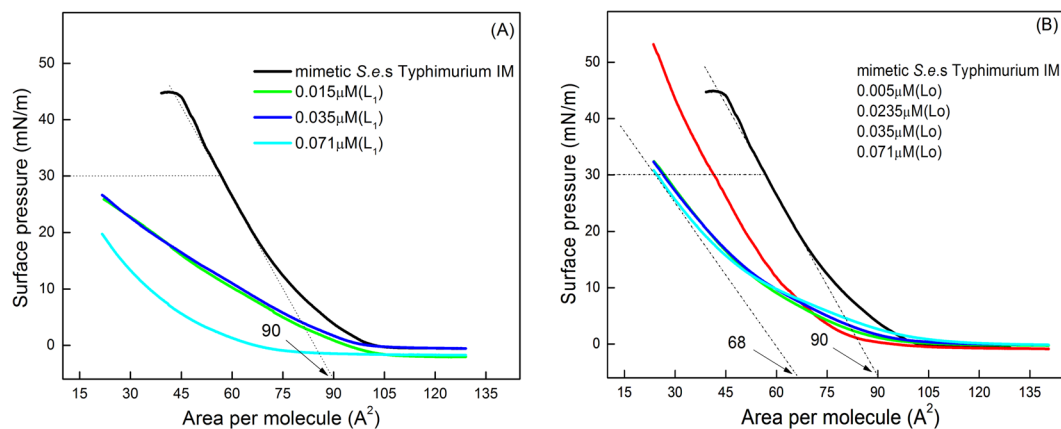 (A)
50
40
30
20
10
0
Surface pressure (mN/m)
mimetic S.e.s Typhimurium IM
0.015μM(L₁)
0.035μM(L₁)
0.071μM(L₁)
90
15 30 45 60 75 90 105 120 135
Area per molecule (A²)
(B)
50
40
30
20
10
0
Surface pressure (mN/m)
mimetic S.e.s Typhimurium IM
0.005μM(Lo)
0.0235μM(Lo)
0.035μM(Lo)
0.071μM(Lo)
68
90
15 30 45 60 75 90 105 120 135
Area per molecule (A²)